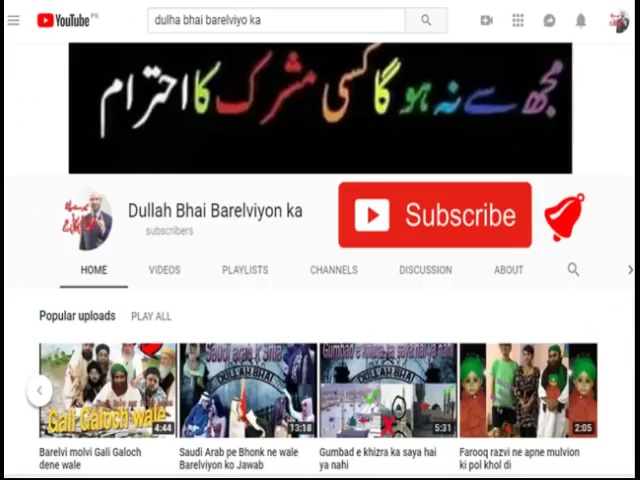 YouTube PK
dulha bhai barelviyo ka
مجھ سے نہ ہو گا کسی مشرک کا احترام
Dullah Bhai Barelviyon ka
subscribers
Subscribe
HOME VIDEOS PLAYLISTS CHANNELS DISCUSSION ABOUT
Popular uploads PLAY ALL
Gali Galoch wale
4:44
Saudi arab k Shia
DULLAH BHAI
13:18
Gumbad e khizra ka saya ha ya nahi
DULLAH BHAI
5:31
2:05
Barelvi molvi Gali Galoch
dene wale
Saudi Arab pe Bhonk ne wale
Barelviyon ko Jawab
Gumbad e khizra ka saya hai
ya nahi
Farooq razvi ne apne mulvion
ki pol khol di